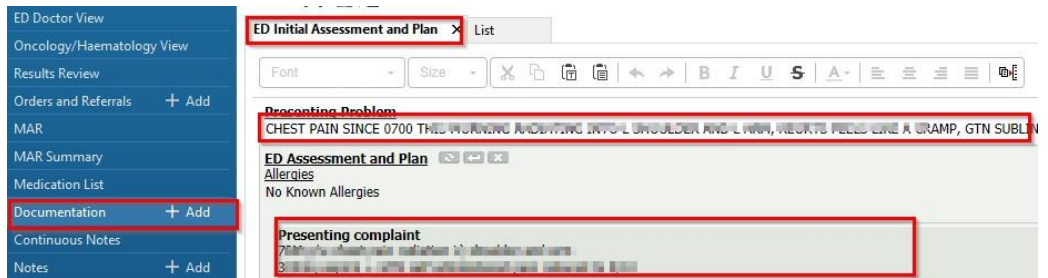 ED Doctor View
Oncology/Haematology View
Results Review
Orders and Referrals + Add
MAR
MAR Summary
Medication List
Documentation + Add
Continuous Notes
Notes + Add
ED Initial Assessment and Plan × List
Font Size B I U S A
Presenting Problem
CHEST PAIN SINCE 0700 CRAMP, GTN
ED Assessment and Plan
Allergies
No Known Allergies
Presenting complaint